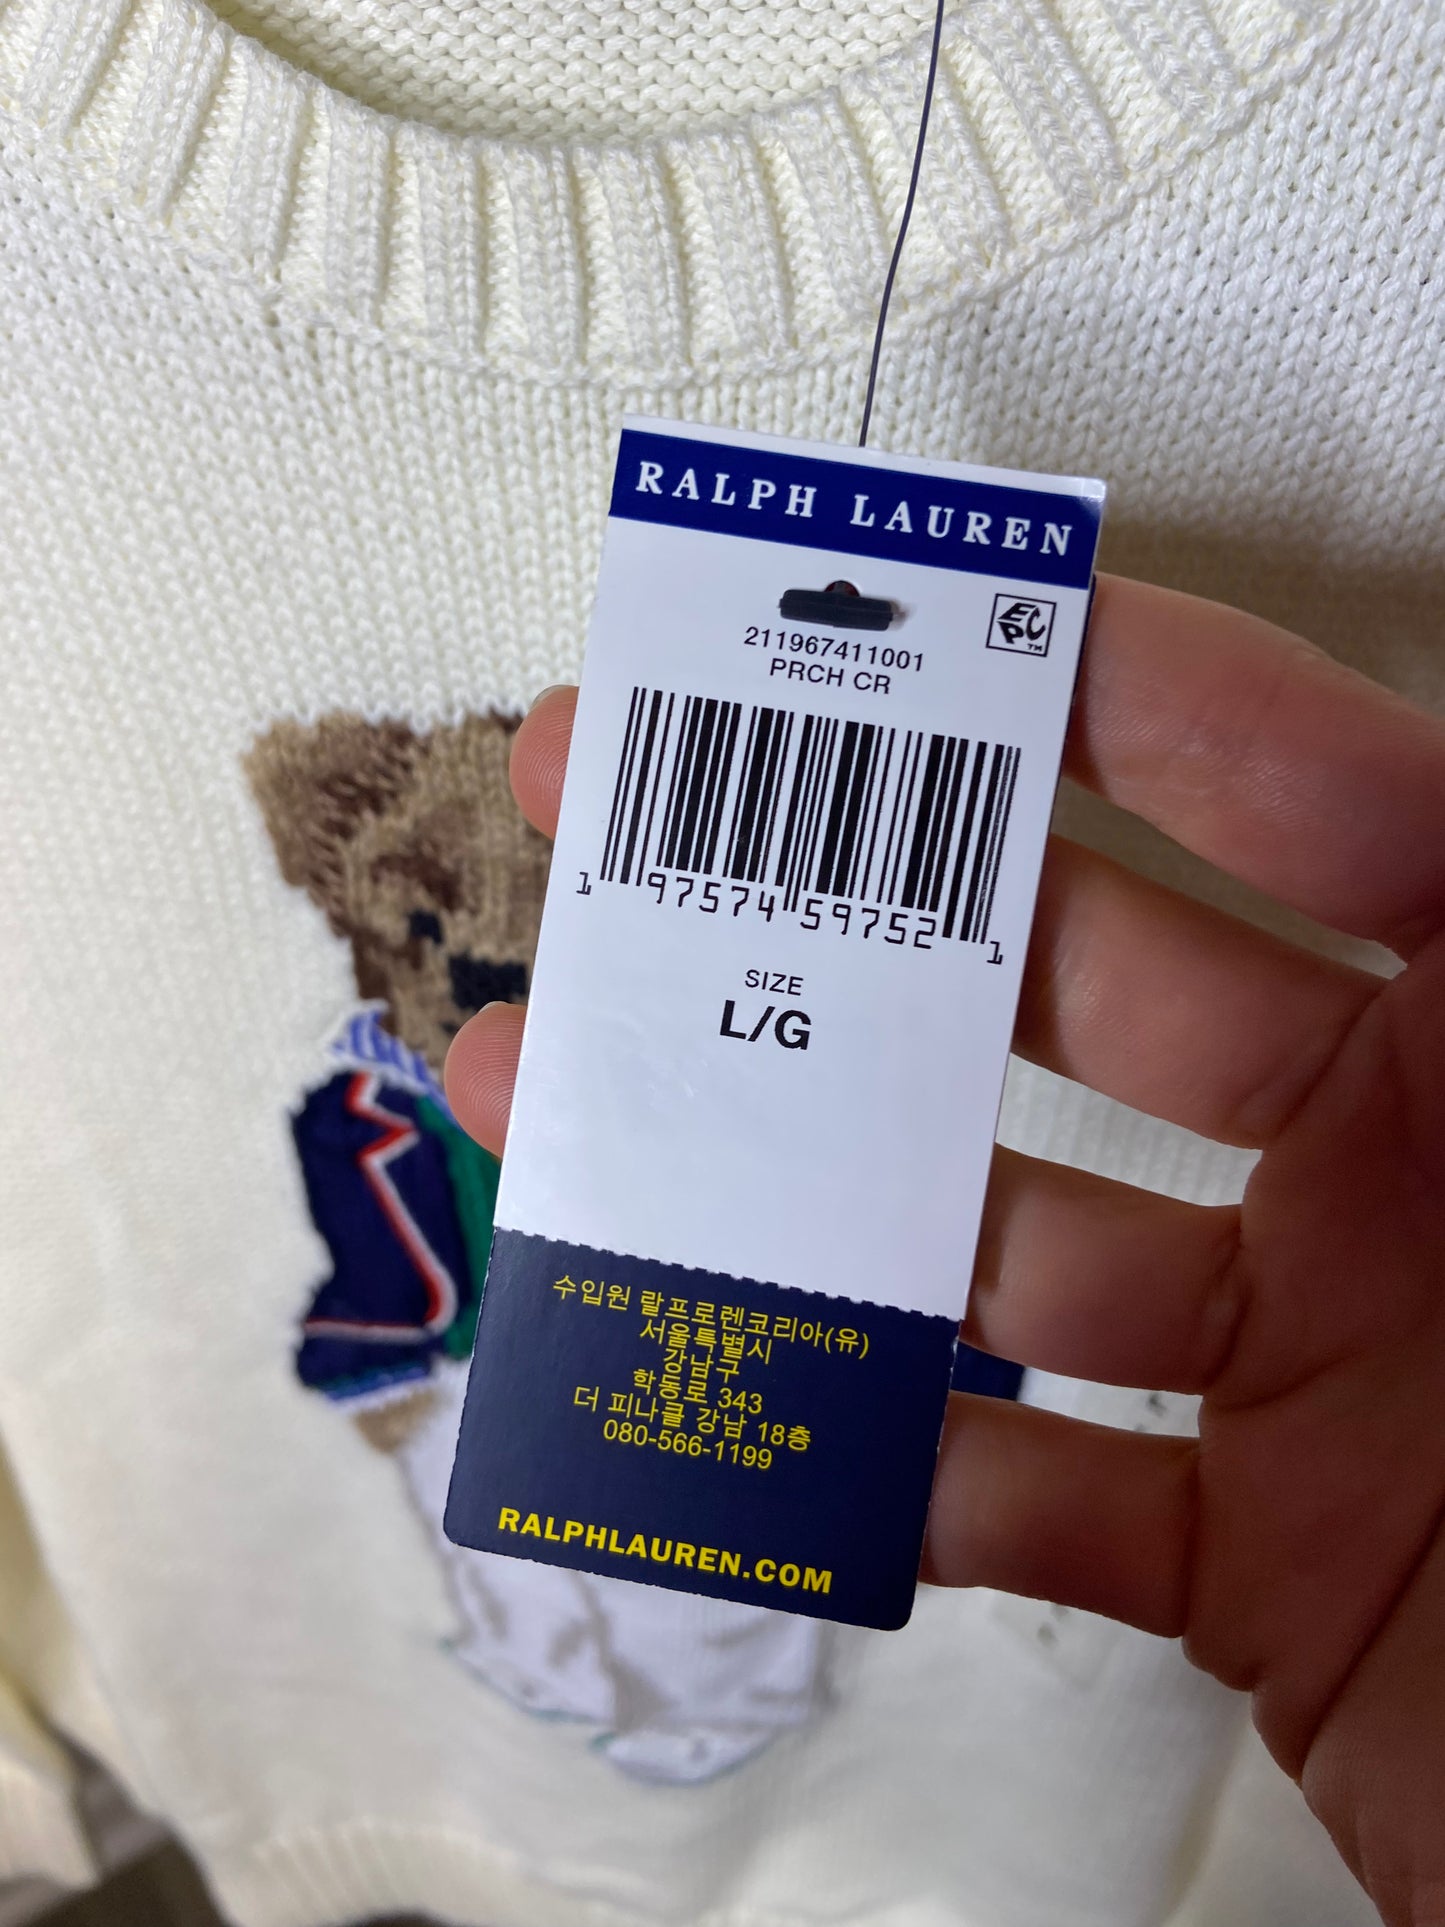 RALPH LAUREN
EPC™
211967411001
PRCH CR
1 97574 59752 1
SIZE
L/G
수입원 랄프로렌코리아(유)
서울특별시
강남구
학동로 343
더 피나클 강남 18층
080-566-1199
RALPHLAUREN.COM